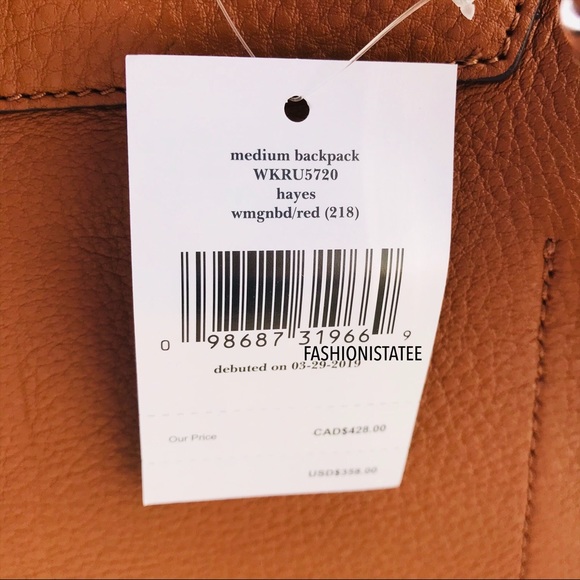 medium backpack
WKRU5720
hayes
wmgnbd/red (218)
0 98687 31966 9
FASHIONISTATEE
debuted on 03-29-2019
Our Price CAD$428.00
USD$358.00